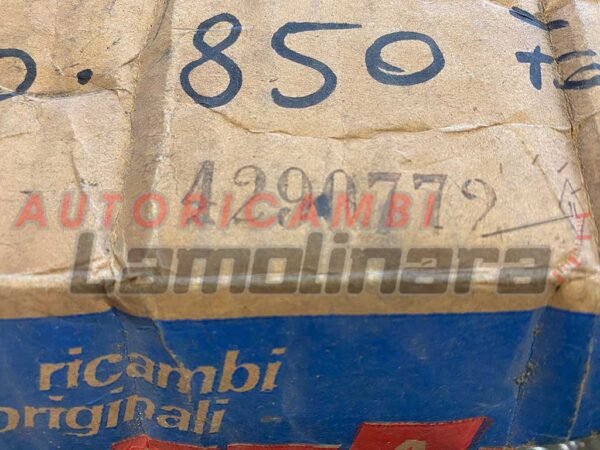 850
4290772
AUTORICAMBI
Lamolinara
ricambi
originali